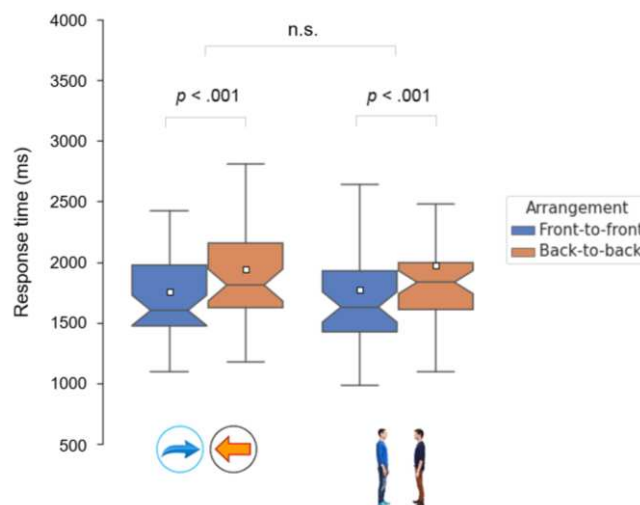 4000
n.s.
3500
p < .001
p < .001
3000
Response time (ms)
2500
Arrangement
Front-to-front
Back-to-back
2000
1500
1000
500